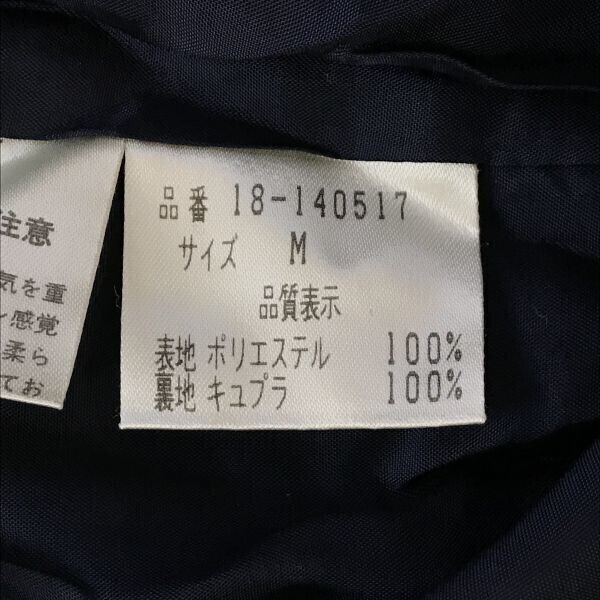 注意
気を重
ン感覚
柔ら
てお
品番 18-140517
サイズ M
品質表示
表地 ポリエステル 100%
裏地 キュプラ 100%